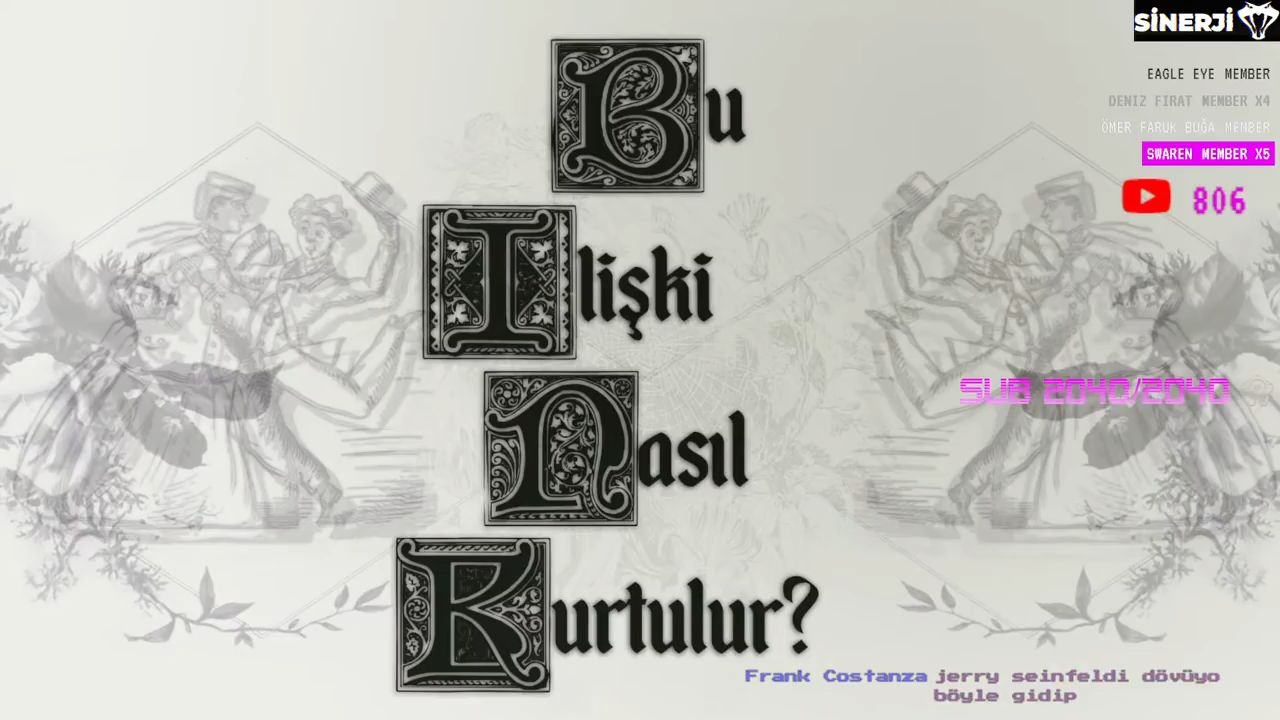 SİNERJİ
EAGLE EYE MEMBER
DENIZ FIRAT MEMBER X4
ÖMER FARUK BUĞA MEMBER
SWAREN MEMBER X5
806
Bu
Ilişki
Nasıl
Kurtulur?
SUB 2040/2040
Frank Costanza jerry seinfeldi dövüyo
böyle gidip